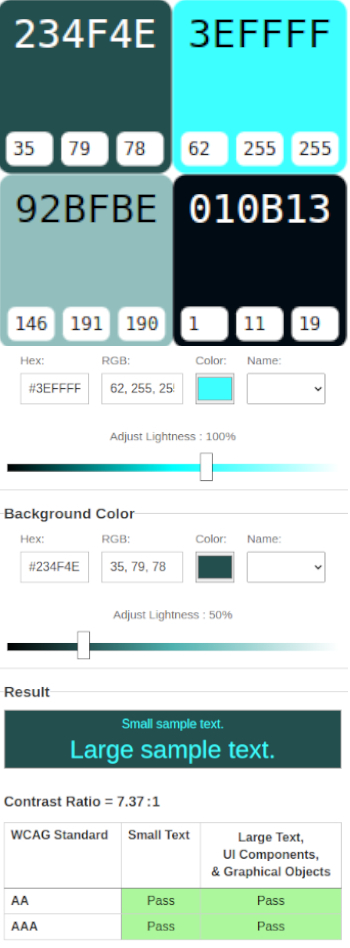 234F4E 3EFFFF
35 79 78 62 255 255
92BFBE 010B13
146 191 190 1 11 19
Hex: RGB: Color: Name:
#3EFFFF 62, 255, 25
Adjust Lightness : 100%
Background Color
Hex: RGB: Color: Name:
#234F4E 35, 79, 78
Adjust Lightness : 50%
Result
Small sample text.
Large sample text.
Contrast Ratio = 7.37:1
WCAG Standard Small Text Large Text,
UI Components,
& Graphical Objects
AA Pass Pass
AAA Pass Pass